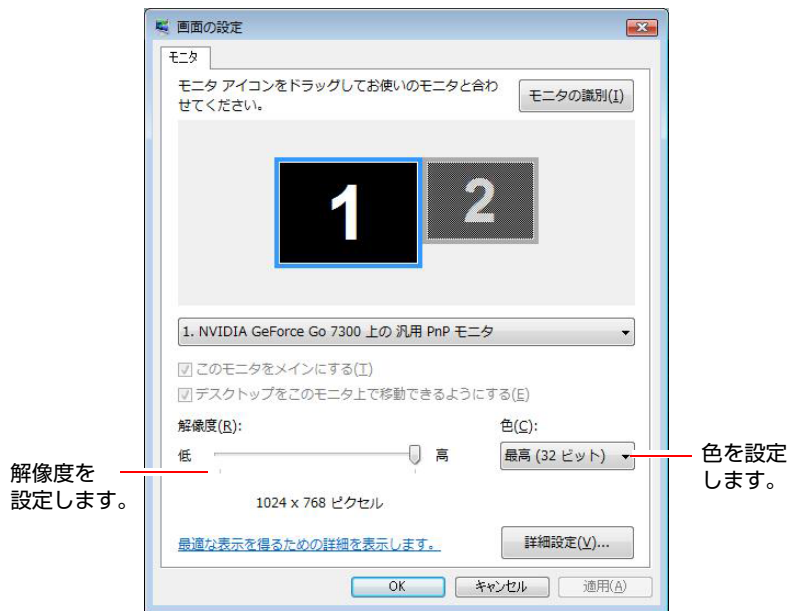 画面の設定
モニタ
モニタ アイコンをドラッグしてお使いのモニタと合わ
せてください。
モニタの識別(I)
1
2
1. NVIDIA GeForce Go 7300 上の 汎用 PnP モニタ
このモニタをメインにする(T)
デスクトップをこのモニタ上で移動できるようにする(E)
解像度(R):
低
高
1024 x 768 ピクセル
色(C):
最高 (32 ビット)
解像度を
設定します。
色を設定
します。
最適な表示を得るための詳細を表示します。
詳細設定(V)...
OK
キャンセル
適用(A)